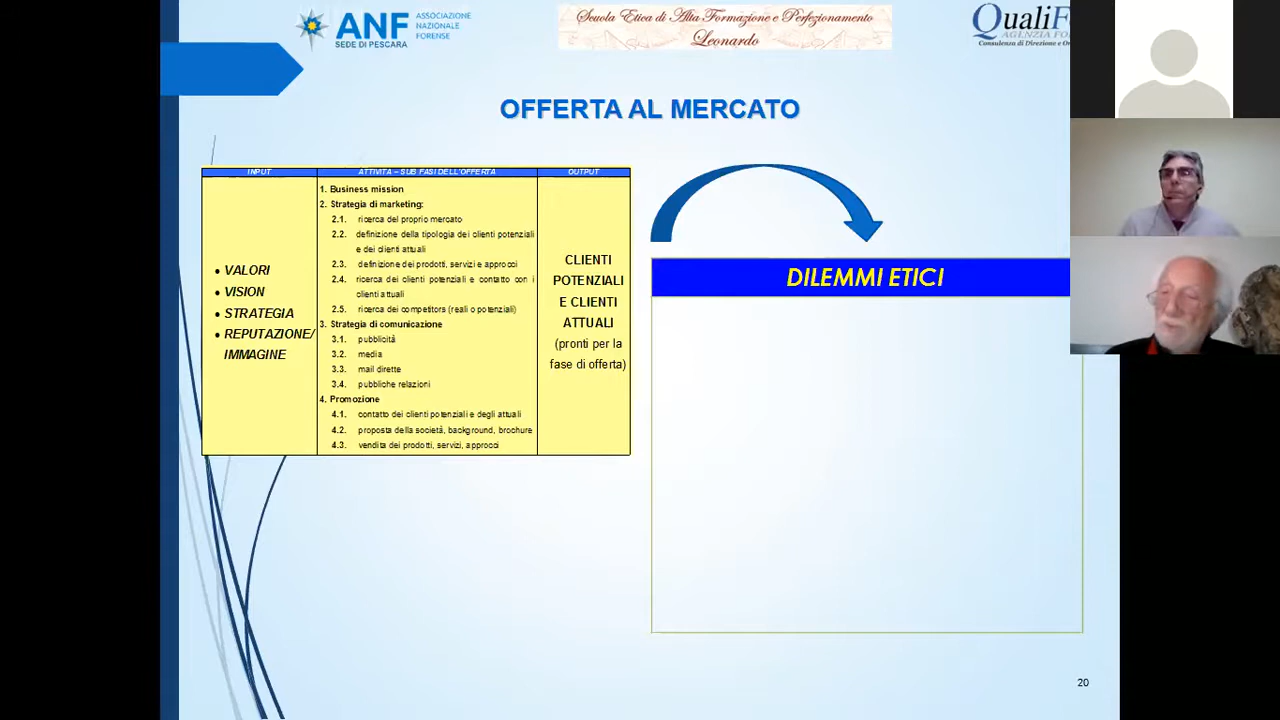 ANF
SEDE DI PESCARA
ASSOCIAZIONE
NAZIONALE
FORENSE
Scuola Etica di Alta Formazione e Perfezionamento
Leonardo
QualiF
AGENZIA FO
Consulenza di Direzione e O
OFFERTA AL MERCATO
INPUT
ATTIVITA – SUB FASI DELL'OFFERTA
OUTPUT
• VALORI
• VISION
• STRATEGIA
• REPUTAZIONE/
IMMAGINE
1. Business mission
2. Strategia di marketing:
2.1. ricerca del proprio mercato
2.2. definizione della tipologia dei clienti potenziali
e dei clienti attuali
2.3. definizione dei prodotti, servizi e approcci
2.4. ricerca dei clienti potenziali e contatto con i
clienti attuali
2.5. ricerca dei competitors (reali o potenziali)
3. Strategia di comunicazione
3.1. pubblicità
3.2. media
3.3. mail dirette
3.4. pubbliche relazioni
4. Promozione
4.1. contatto dei clienti potenziali e degli attuali
4.2. proposta della società, background, brochure
4.3. vendita dei prodotti, servizi, approcci
CLIENTI
POTENZIALI
E CLIENTI
ATTUALI
(pronti per la
fase di offerta)
DILEMMI ETICI
20